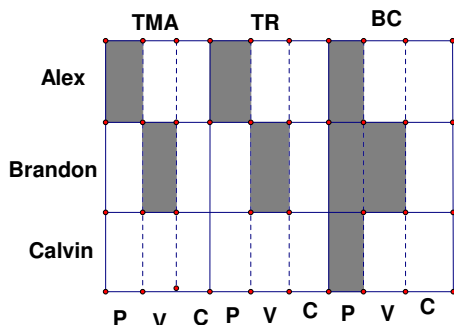 TMA TR BC
Alex
Brandon
Calvin
P V C P V C P V C